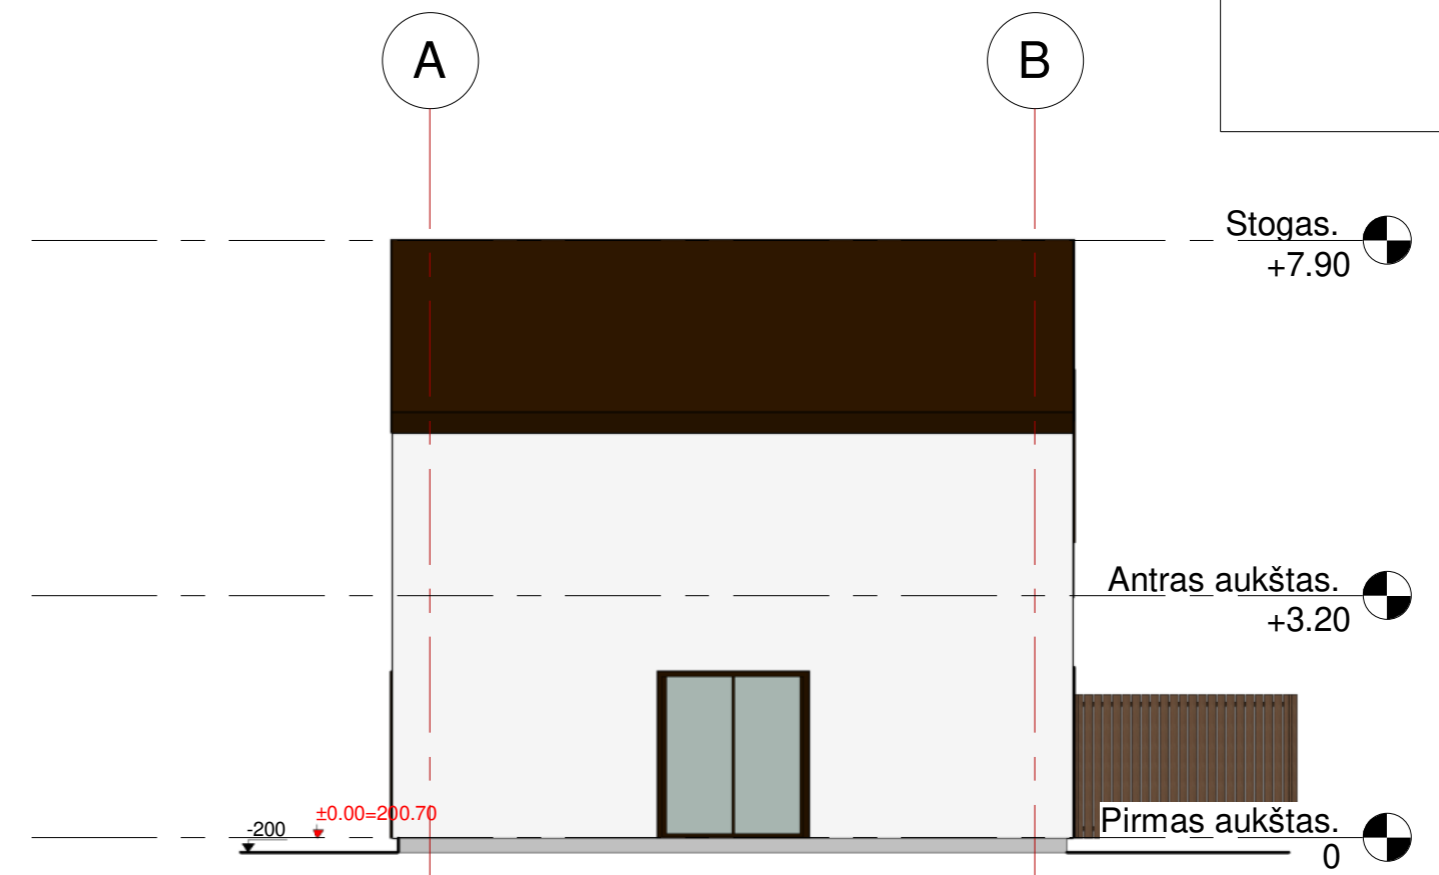 A
B
Stogas.
+7.90
Antras aukštas.
+3.20
±0.00=200.70
-200
Pirmas aukštas.
0